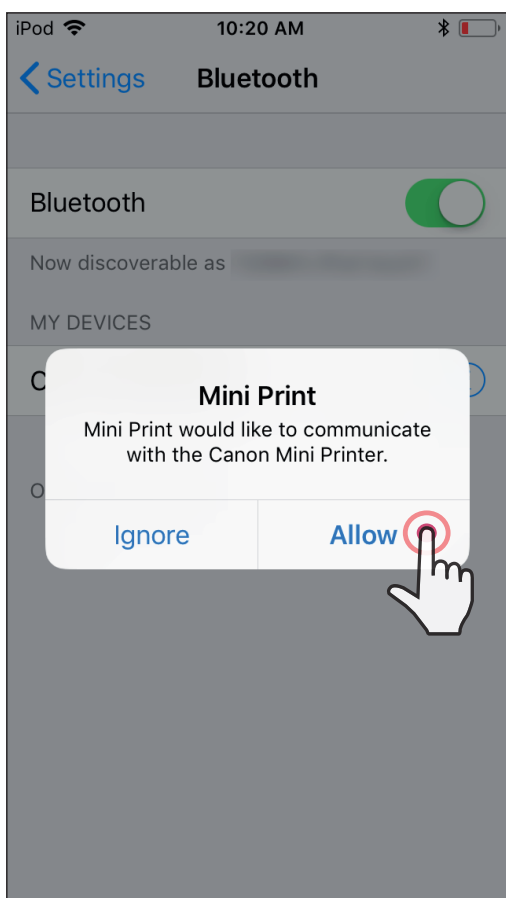 iPod 10:20 AM
Settings Bluetooth
Bluetooth
Now discoverable as
MY DEVICES
Mini Print
Mini Print would like to communicate
with the Canon Mini Printer.
Ignore Allow